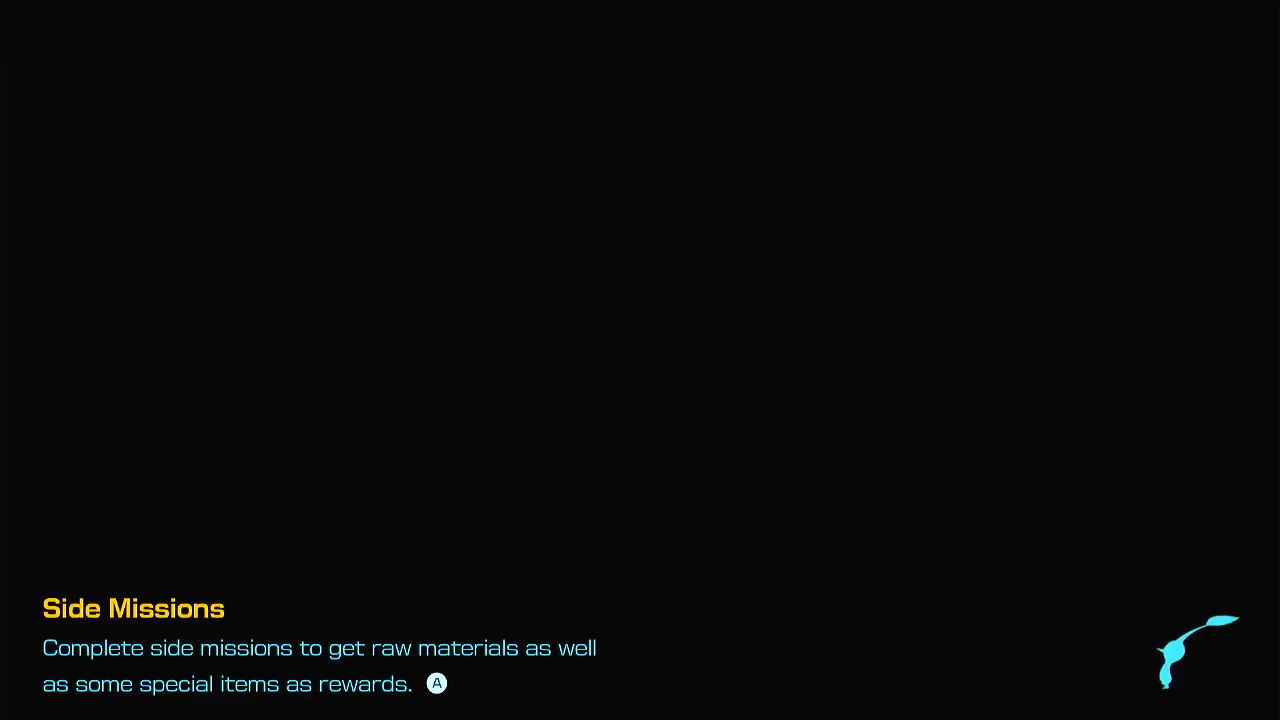 Side Missions
Complete side missions to get raw materials as well
as some special items as rewards. A